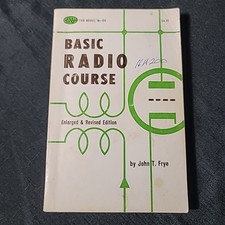 BASIC
RADIO
COURSE
Enlarged & Revised Edition
by John T. Frye